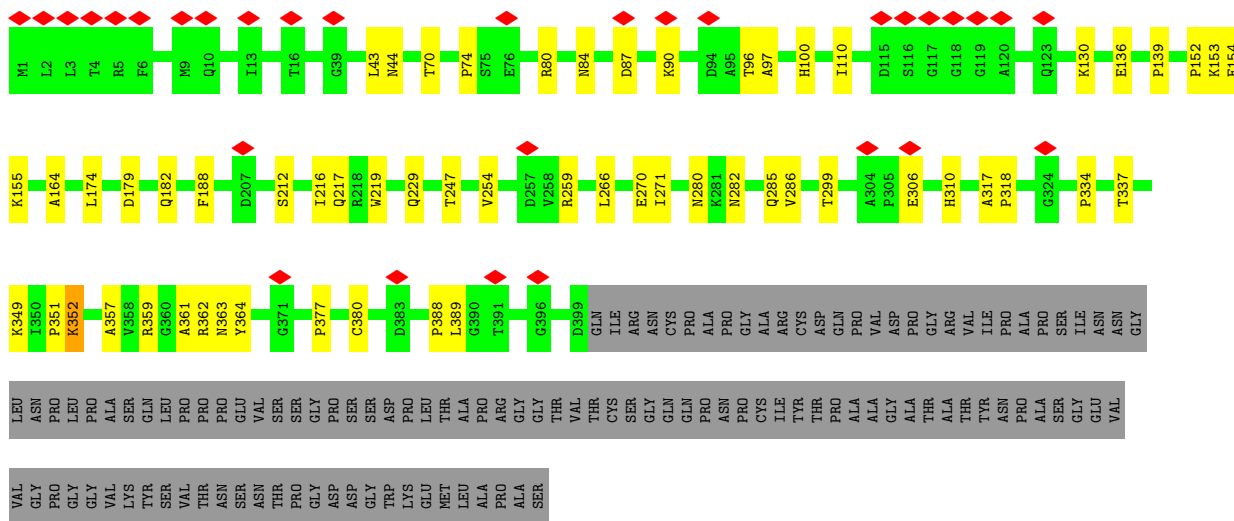 M1 L2 L3 T4 R5 F6 M9 Q10 I13 T16 G39 L43 N44 T70 P74 S75 E76 R80 N84 D87 K90 D94 A95 T96 A97 H100 I110 D115 S116 G117 G118 G119 A120 Q123 K130 E136 P139 P152 K153 F154
K155 A164 L174 D179 Q182 F188 D207 S212 I216 Q217 R218 W219 Q229 T247 V254 D257 V258 R259 L266 E270 I271 N280 K281 N282 Q285 V286 T299 A304 P305 E306 H310 A317 P318 G324 P334 T337
K349 I350 P351 K352 A357 V358 R359 G360 A361 R362 N363 Y364 G371 P377 C380 D383 P388 L389 G390 T391 G396 D399 GLN ILE ARG ASN CYS PRO ALA PRO GLY ALA ARG CYS ASP GLN PRO VAL ASP PRO GLY ARG VAL ILE PRO ALA PRO SER ILE ASN ASN GLY
LEU ASN PRO LEU PRO ALA SER GLN LEU PRO PRO PRO GLU VAL SER SER GLY PRO SER SER ASP PRO LEU THR ALA PRO ARG GLY GLY THR VAL THR CYS SER GLY GLN GLN PRO ASN PRO CYS ILE TYR THR PRO ALA ALA GLY ALA THR ALA THR TYR ASN PRO ALA SER GLY GLU VAL
VAL GLY PRO GLY GLY VAL LYS TYR SER VAL THR ASN SER ASN THR PRO GLY ASP ASP GLY TRP LYS GLU MET LEU ALA PRO ALA SER